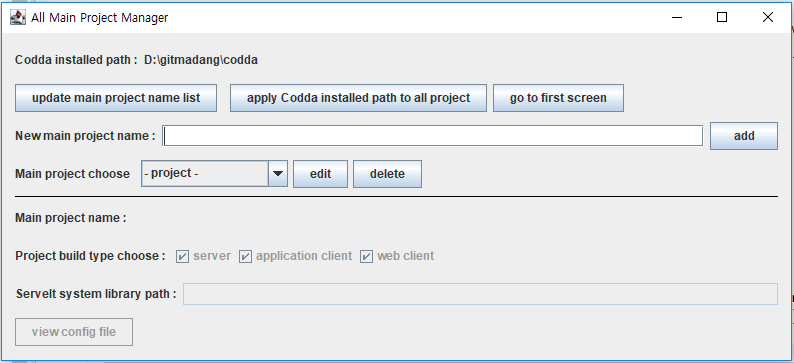 All Main Project Manager
Codda installed path : D:\gitmadang\codda
update main project name list apply Codda installed path to all project go to first screen
New main project name : add
Main project choose - project - edit delete
Main project name :
Project build type choose : server application client web client
Servelt system library path :
view config file